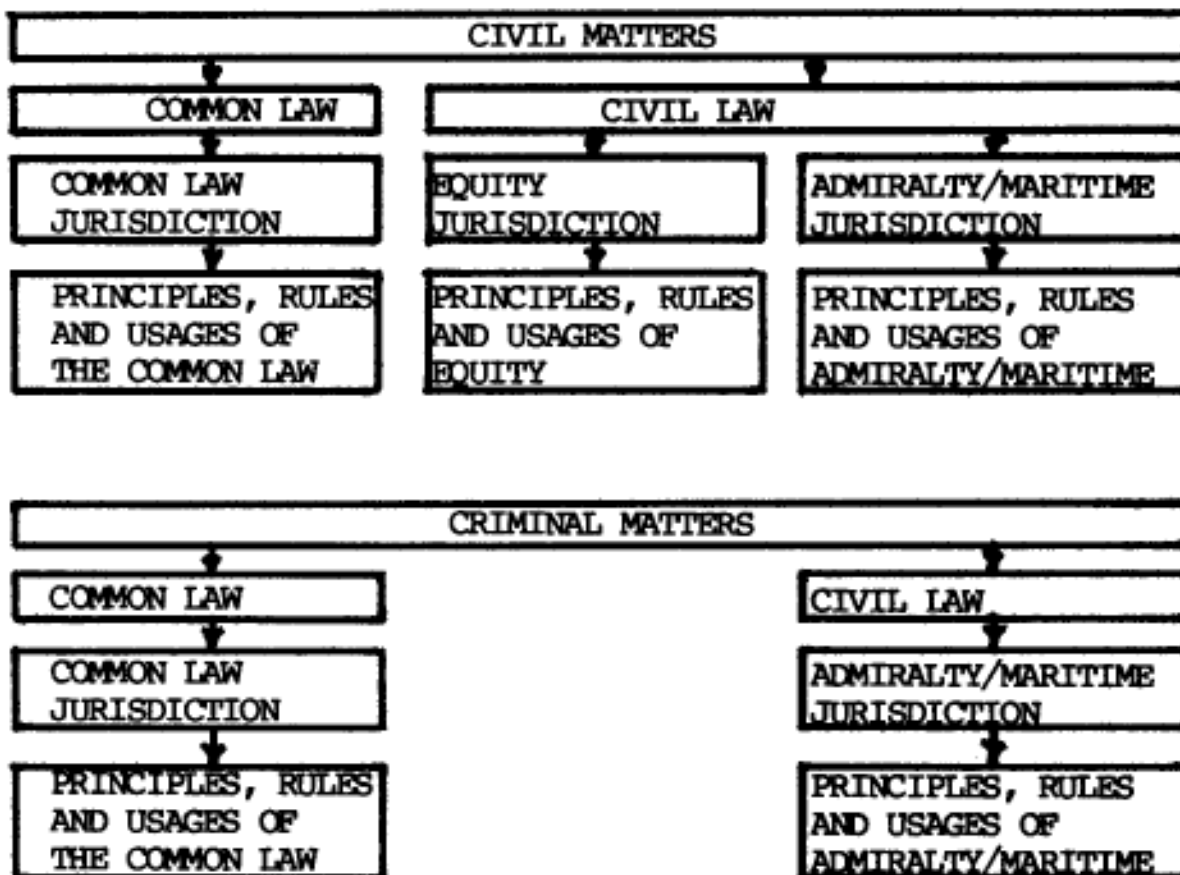 CIVIL MATTERS
COMMON LAW
CIVIL LAW
COMMON LAW
JURISDICTION
EQUITY
JURISDICTION
ADMIRALTY/MARITIME
JURISDICTION
PRINCIPLES, RULES
AND USAGES OF
THE COMMON LAW
PRINCIPLES, RULES
AND USAGES OF
EQUITY
PRINCIPLES, RULES
AND USAGES OF
ADMIRALTY/MARITIME
CRIMINAL MATTERS
COMMON LAW
CIVIL LAW
COMMON LAW
JURISDICTION
ADMIRALTY/MARITIME
JURISDICTION
PRINCIPLES, RULES
AND USAGES OF
THE COMMON LAW
PRINCIPLES, RULES
AND USAGES OF
ADMIRALTY/MARITIME